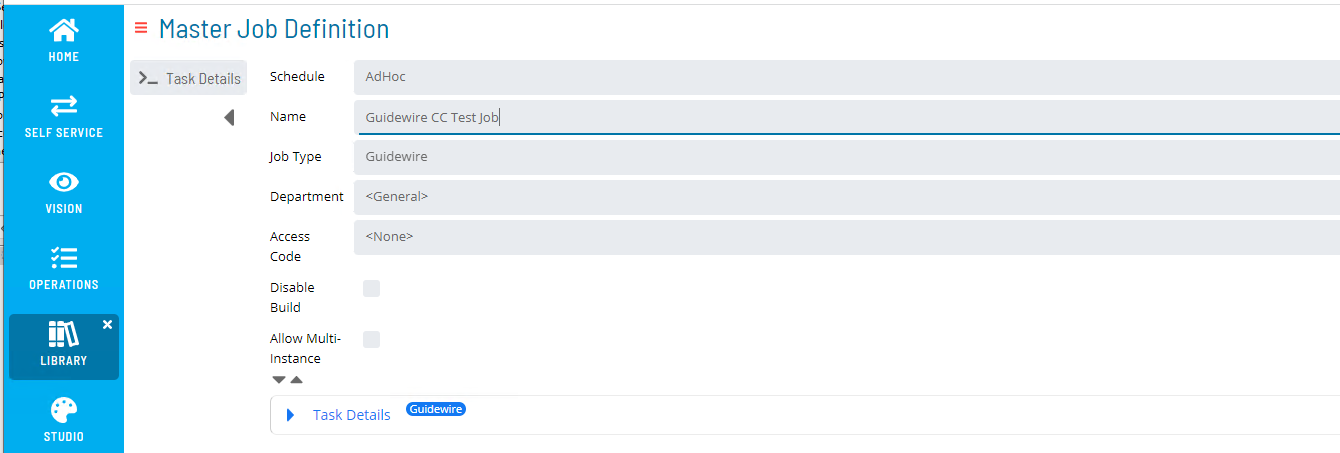 HOME
SELF SERVICE
VISION
OPERATIONS
LIBRARY
STUDIO
Master Job Definition
Task Details
Schedule AdHoc
Name Guidewire CC Test Job
Job Type Guidewire
Department <General>
Access
Code <None>
Disable
Build
Allow Multi-
Instance
Task Details Guidewire